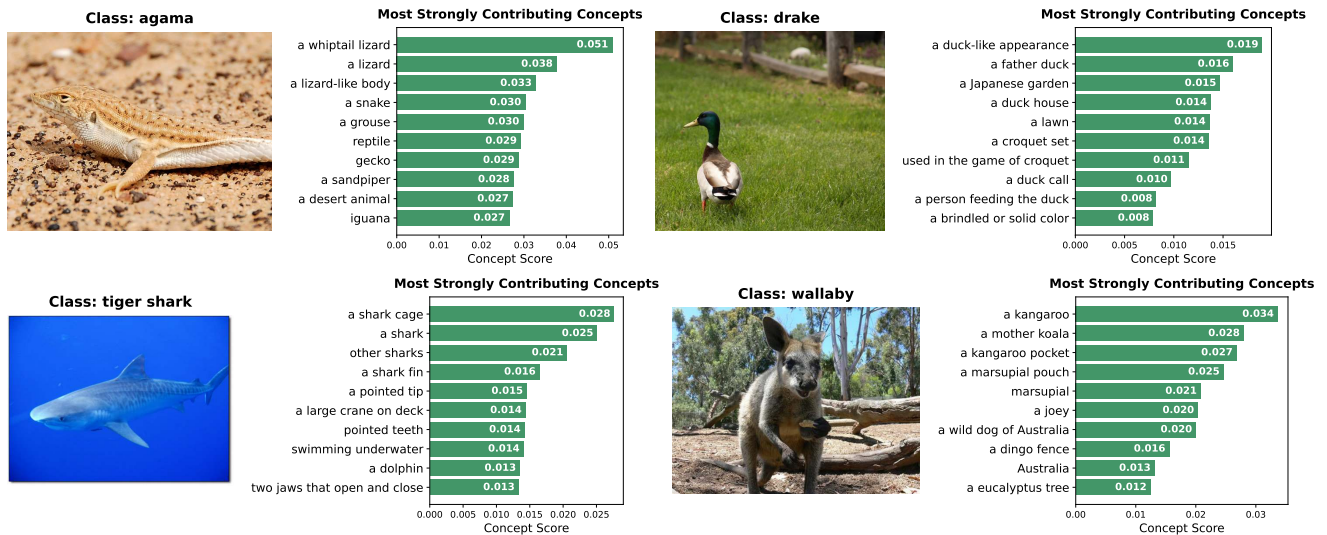 Class: agama
Most Strongly Contributing Concepts
a whiptail lizard 0.051
a lizard 0.038
a lizard-like body 0.033
a snake 0.030
a grouse 0.030
reptile 0.029
gecko 0.029
a sandpiper 0.028
a desert animal 0.027
iguana 0.027
0.00 0.01 0.02 0.03 0.04 0.05
Concept Score
Class: drake
Most Strongly Contributing Concepts
a duck-like appearance 0.019
a father duck 0.016
a Japanese garden 0.015
a duck house 0.014
a lawn 0.014
a croquet set 0.014
used in the game of croquet 0.011
a duck call 0.010
a person feeding the duck 0.008
a brindled or solid color 0.008
0.000 0.005 0.010 0.015
Concept Score
Class: tiger shark
Most Strongly Contributing Concepts
a shark cage 0.028
a shark 0.025
other sharks 0.021
a shark fin 0.016
a pointed tip 0.015
a large crane on deck 0.014
pointed teeth 0.014
swimming underwater 0.014
a dolphin 0.013
two jaws that open and close 0.013
0.000 0.005 0.010 0.015 0.020 0.025
Concept Score
Class: wallaby
Most Strongly Contributing Concepts
a kangaroo 0.034
a mother koala 0.028
a kangaroo pocket 0.027
a marsupial pouch 0.025
marsupial 0.021
a joey 0.020
a wild dog of Australia 0.020
a dingo fence 0.016
Australia 0.013
a eucalyptus tree 0.012
0.00 0.01 0.02 0.03
Concept Score